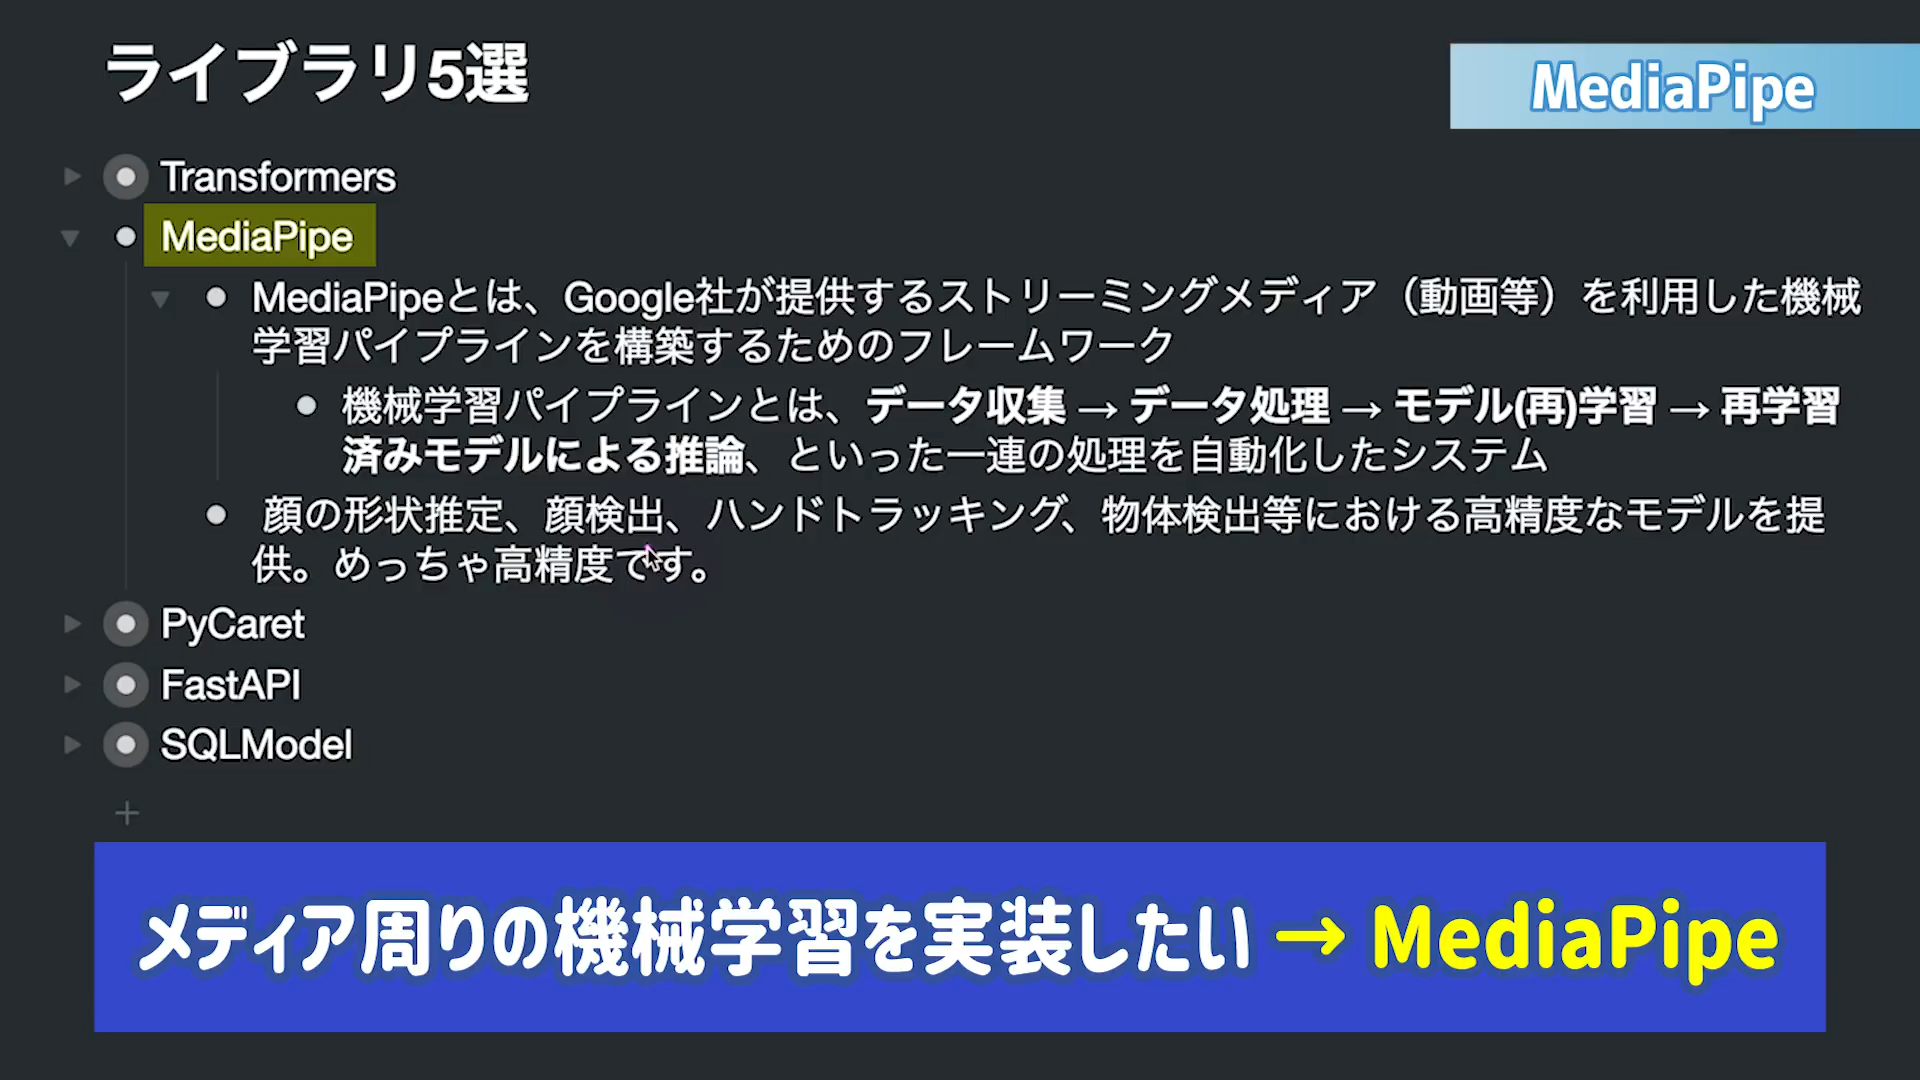 ライブラリ5選
MediaPipe
Transformers
MediaPipe
MediaPipeとは、Google社が提供するストリーミングメディア（動画等）を利用した機械
学習パイプラインを構築するためのフレームワーク
機械学習パイプラインとは、データ収集 → データ処理 → モデル(再)学習 → 再学習
済みモデルによる推論、といった一連の処理を自動化したシステム
顔の形状推定、顔検出、ハンドトラッキング、物体検出等における高精度なモデルを提
供。めっちゃ高精度です。
PyCaret
FastAPI
SQLModel
メディア周りの機械学習を実装したい → MediaPipe